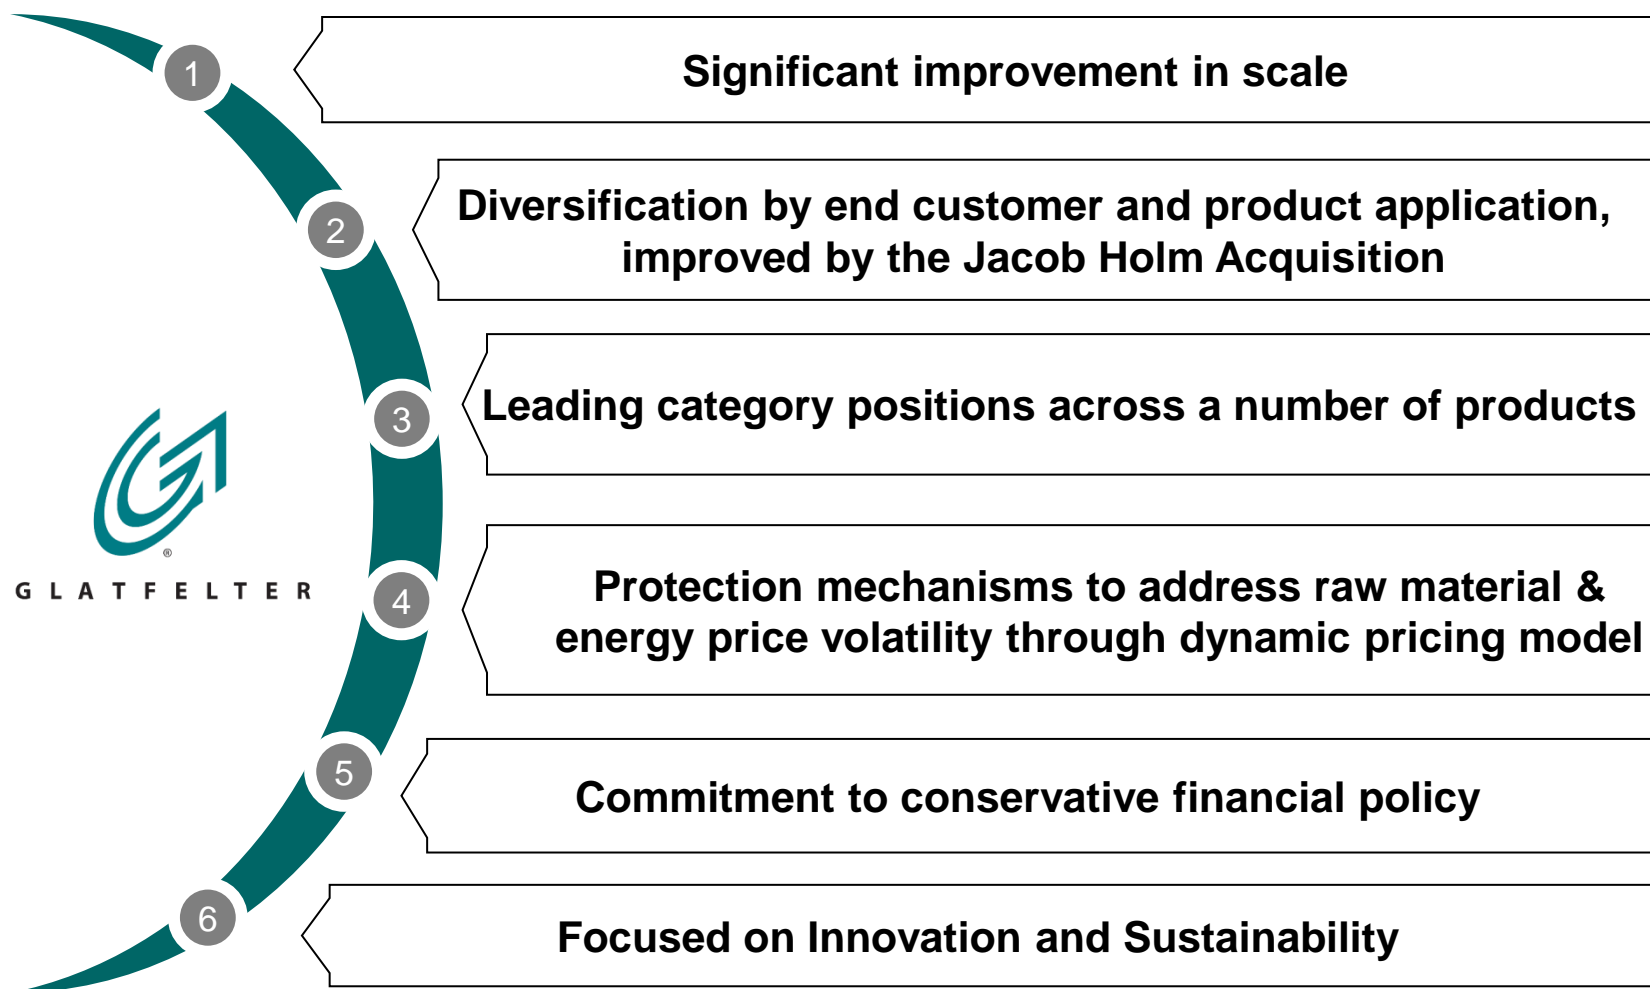 1
Significant improvement in scale
2
Diversification by end customer and product application,
improved by the Jacob Holm Acquisition
3
Leading category positions across a number of products
®
GLATFELTER
4
Protection mechanisms to address raw material &
energy price volatility through dynamic pricing model
5
Commitment to conservative financial policy
6
Focused on Innovation and Sustainability